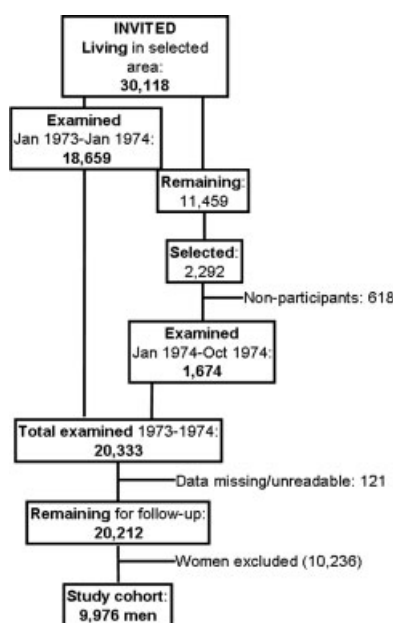 INVITED
Living in selected
area:
30,118
Examined
Jan 1973-Jan 1974:
18,659
Remaining:
11,459
Selected:
2,292
Non-participants: 618
Examined
Jan 1974-Oct 1974:
1,674
Total examined 1973-1974:
20,333
Data missing/unreadable: 121
Remaining for follow-up:
20,212
Women excluded (10,236)
Study cohort:
9,976 men